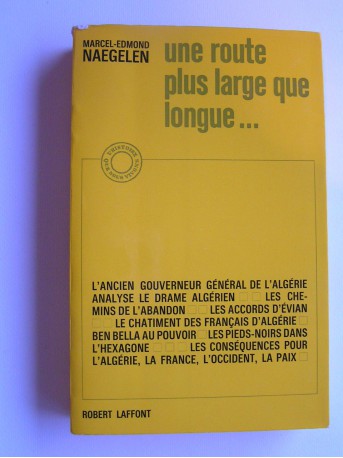 MARCEL-EDMOND
NAEGELEN
une route
plus large que
longue...
L'ANCIEN GOUVERNEUR GÉNÉRAL DE L'ALGÉRIE
ANALYSE LE DRAME ALGÉRIEN □ □ LES CHE-
MINS DE L'ABANDON □ □ LES ACCORDS D'ÉVIAN
□ □ LE CHATIMENT DES FRANÇAIS D'ALGÉRIE □
BEN BELLA AU POUVOIR □ LES PIEDS-NOIRS DANS
L'HEXAGONE □ □ LES CONSÉQUENCES POUR
L'ALGÉRIE, LA FRANCE, L'OCCIDENT, LA PAIX □
ROBERT LAFFONT